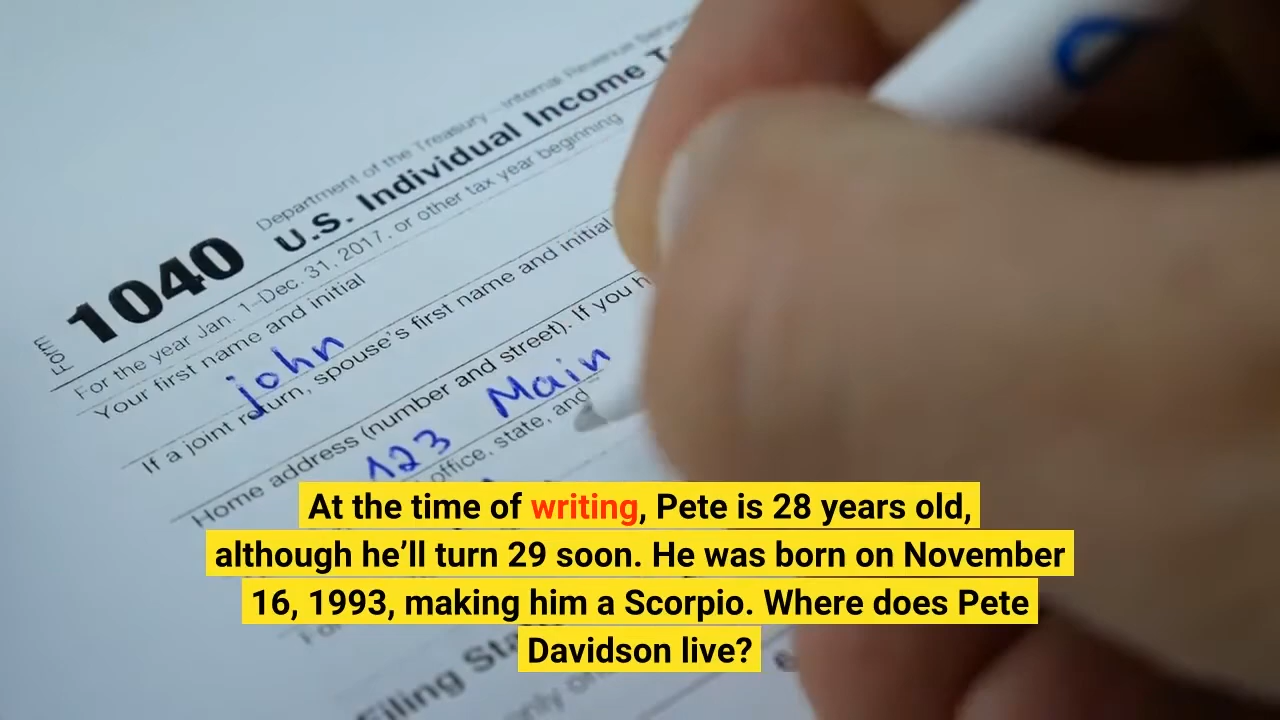 Department of the Treasury—Internal Revenue Service
Form 1040 U.S. Individual Income T
For the year Jan. 1–Dec. 31, 2017, or other tax year beginning
Your first name and initial
john
If a joint return, spouse's first name and initial
Home address (number and street). If you h
123 Main
office, state, and
Filing Sta
only o
At the time of writing, Pete is 28 years old,
although he’ll turn 29 soon. He was born on November
16, 1993, making him a Scorpio. Where does Pete
Davidson live?